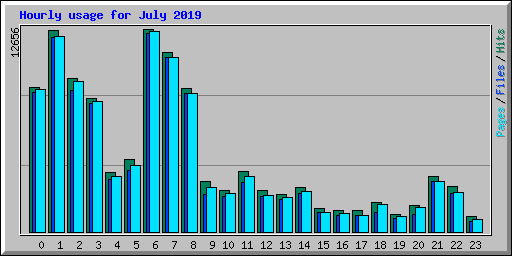 Hourly usage for July 2019
12656
Pages/Files/Hits
0 1 2 3 4 5 6 7 8 9 10 11 12 13 14 15 16 17 18 19 20 21 22 23